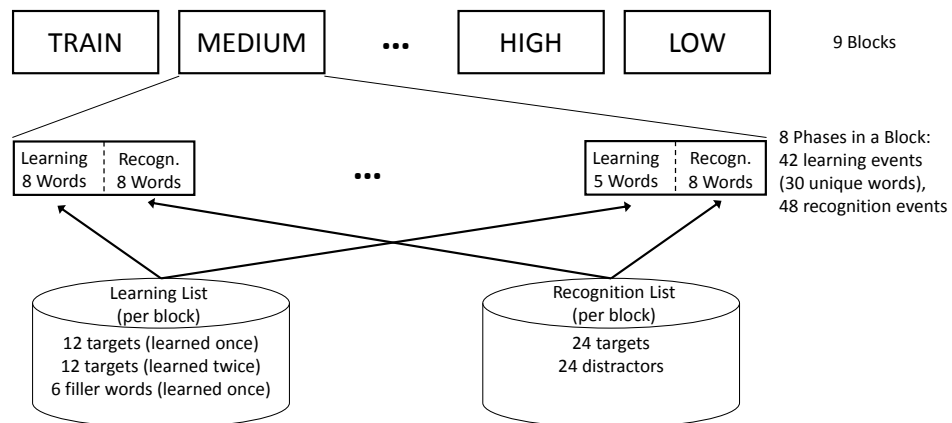 TRAIN MEDIUM ... HIGH LOW 9 Blocks
8 Phases in a Block:
42 learning events
(30 unique words),
48 recognition events
Learning
8 Words
Recogn.
8 Words
...
Learning
5 Words
Recogn.
8 Words
Learning List
(per block)
12 targets (learned once)
12 targets (learned twice)
6 filler words (learned once)
Recognition List
(per block)
24 targets
24 distractors